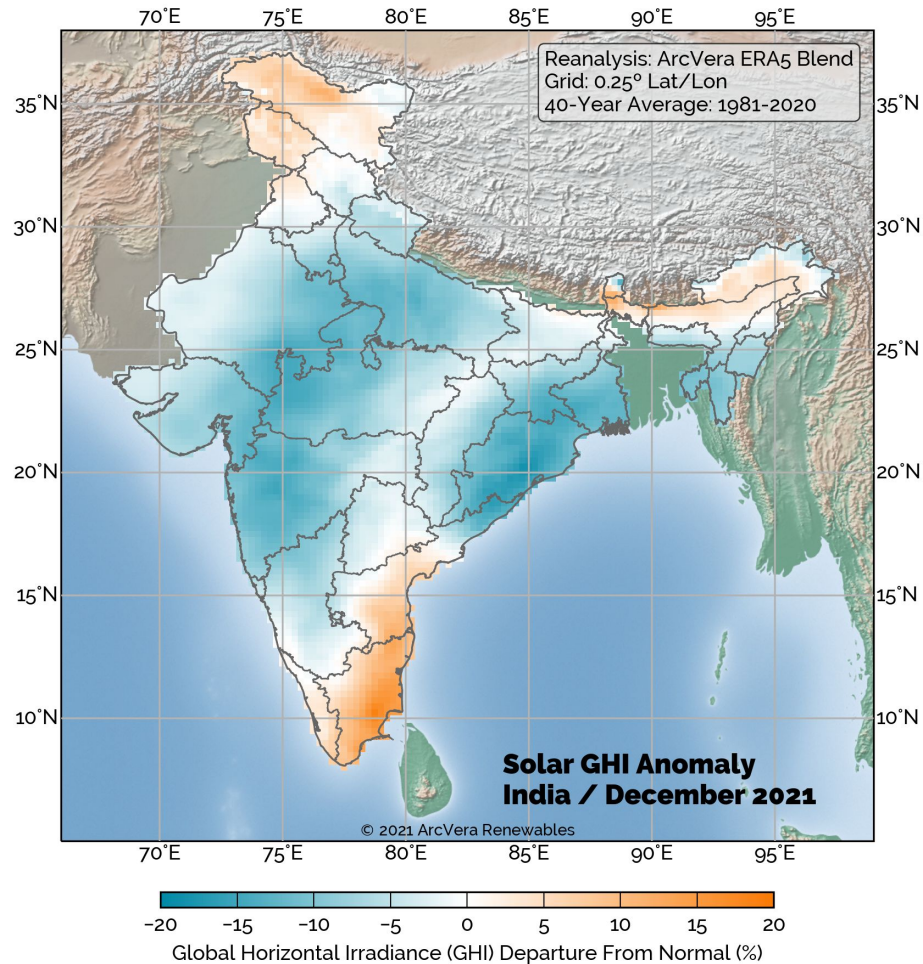 70°E 75°E 80°E 85°E 90°E 95°E
Reanalysis: ArcVera ERA5 Blend
Grid: 0.25º Lat/Lon
40-Year Average: 1981-2020
35°N 35°N
30°N 30°N
25°N 25°N
20°N 20°N
15°N 15°N
10°N 10°N
Solar GHI Anomaly
India / December 2021
© 2021 ArcVera Renewables
70°E 75°E 80°E 85°E 90°E 95°E
−20 −15 −10 −5 0 5 10 15 20
Global Horizontal Irradiance (GHI) Departure From Normal (%)